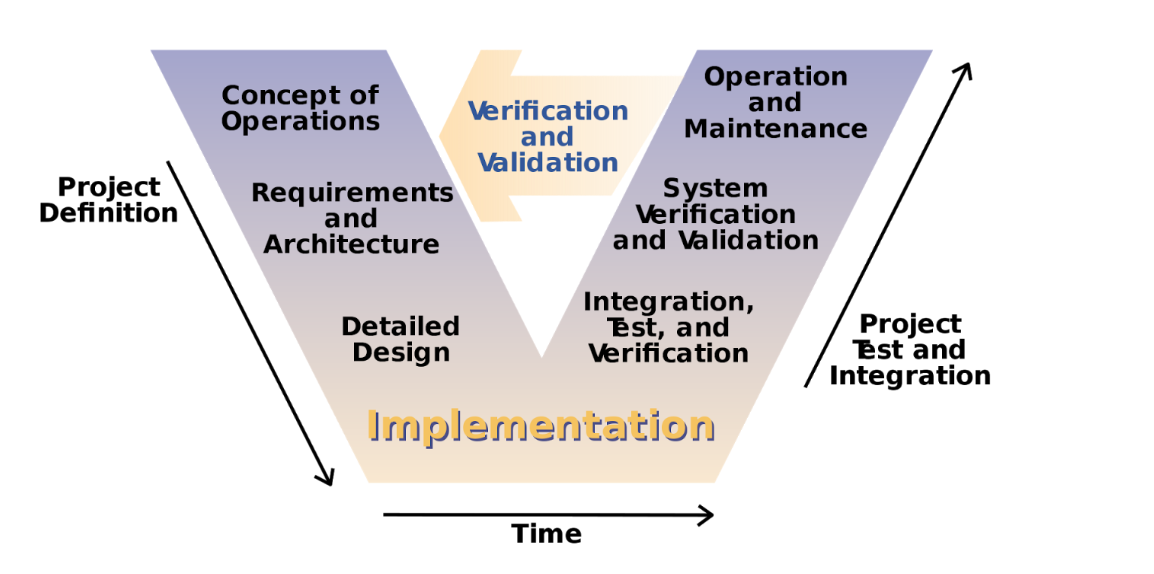 Concept of
Operations
Verification
and
Validation
Operation
and
Maintenance
Project
Definition
Requirements
and
Architecture
System
Verification
and Validation
Detailed
Design
Integration,
Test, and
Verification
Project
Test and
Integration
Implementation
Time